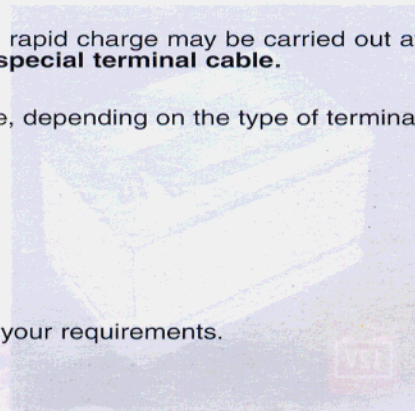 rapid charge may be carried out a
special terminal cable.
e, depending on the type of termina
your requirements.